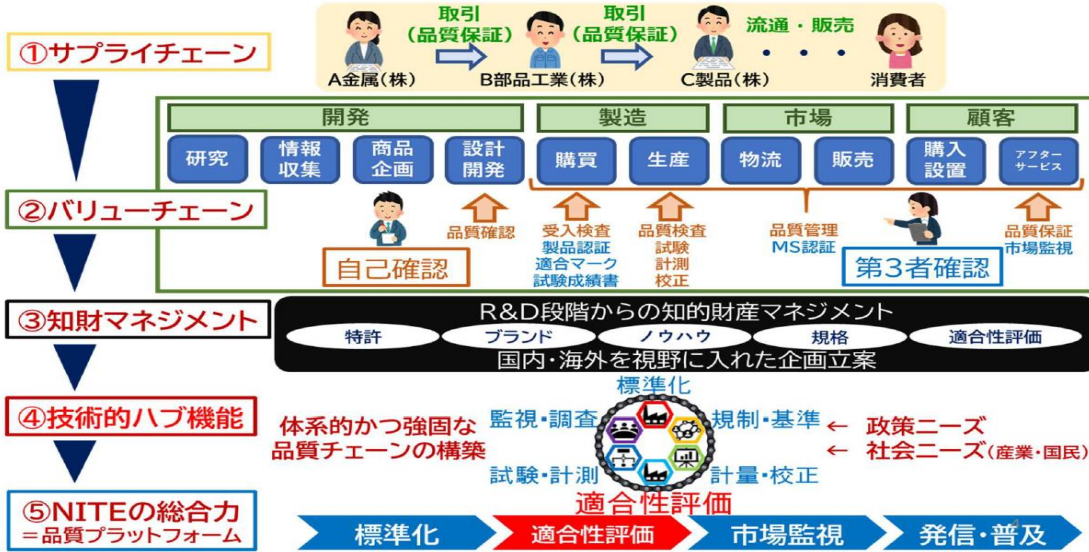 ①サプライチェーン
取引
(品質保証)
取引
(品質保証)
流通・販売
・ ・ ・
A金属(株)
B部品工業(株)
C製品(株)
消費者
②バリューチェーン
開発
製造
市場
顧客
研究
情報
収集
商品
企画
設計
開発
購買
生産
物流
販売
購入
設置
アフター
サービス
自己確認
品質確認
受入検査
製品認証
適合マーク
試験成績書
品質検査
試験
計測
校正
品質管理
MS認証
第3者確認
品質保証
市場監視
③知財マネジメント
R&D段階からの知的財産マネジメント
特許
ブランド
ノウハウ
規格
適合性評価
国内・海外を視野に入れた企画立案
④技術的ハブ機能
体系的かつ強固な
品質チェーンの構築
標準化
監視・調査
規制・基準
試験・計測
計量・校正
適合性評価
← 政策ニーズ
← 社会ニーズ(産業・国民)
⑤NITEの総合力
=品質プラットフォーム
標準化
適合性評価
市場監視
発信・普及